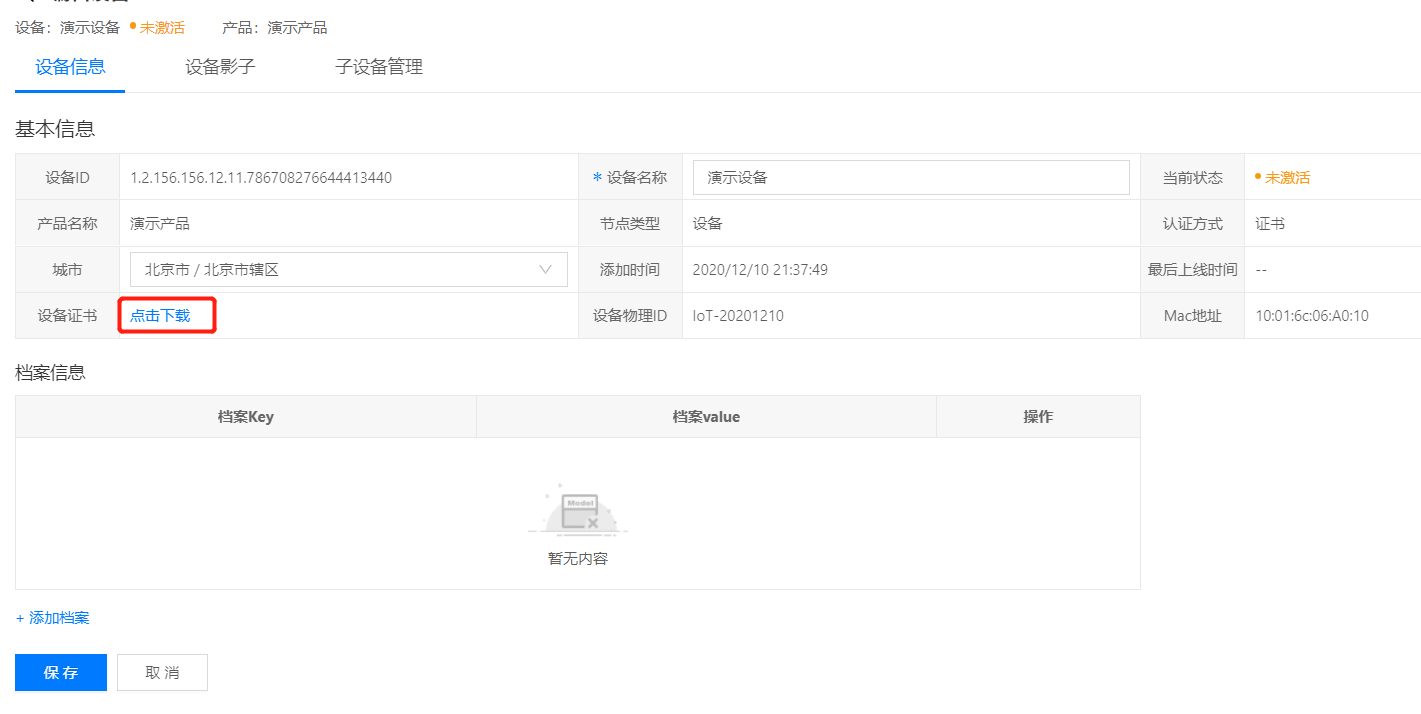 设备：演示设备 未激活 产品：演示产品
设备信息 设备影子 子设备管理
基本信息
设备ID 1.2.156.156.12.11.786708276644413440 * 设备名称 演示设备 当前状态 未激活
产品名称 演示产品 节点类型 设备 认证方式 证书
城市 北京市 / 北京市辖区 添加时间 2020/12/10 21:37:49 最后上线时间 --
设备证书 点击下载 设备物理ID IoT-20201210 Mac地址 10:01:6c:06:A0:10
档案信息
档案Key 档案value 操作
Model
暂无内容
+ 添加档案
保存 取消